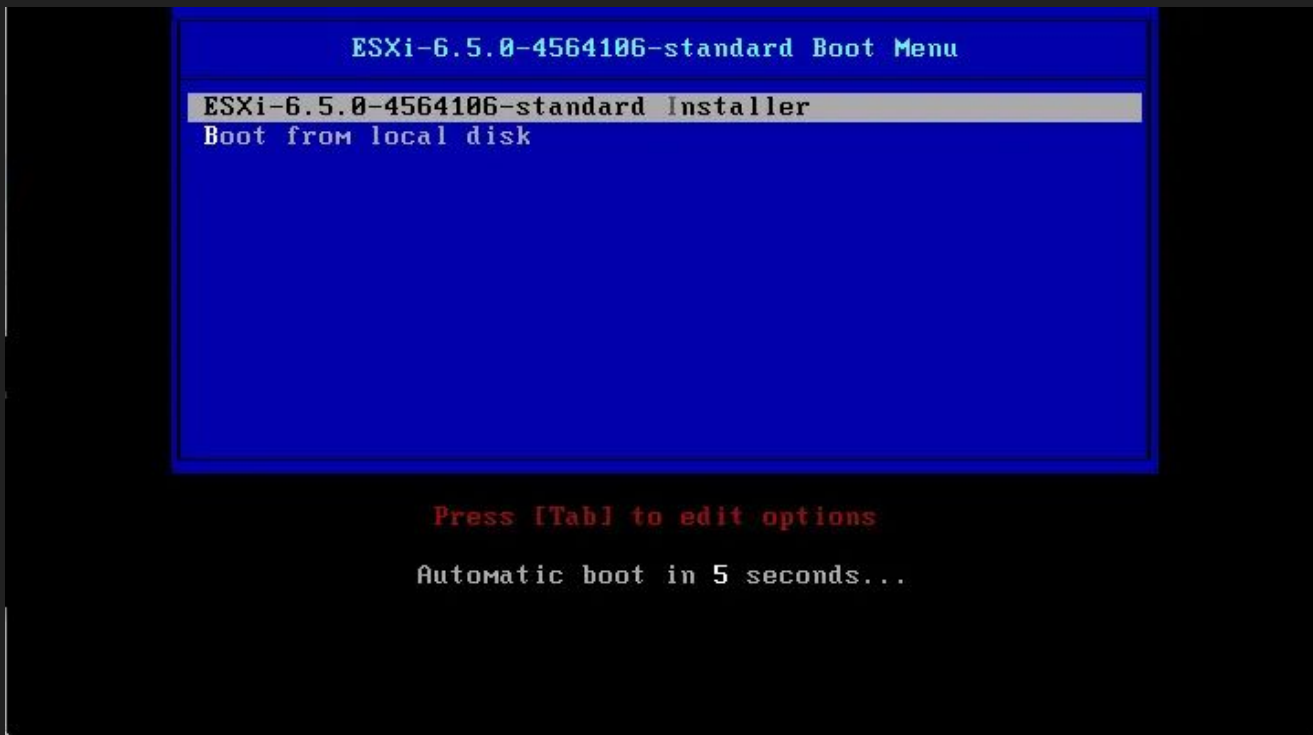 ESXi-6.5.0-4564106-standard Boot Menu
ESXi-6.5.0-4564106-standard Installer
Boot from local disk
Press [Tab] to edit options
Automatic boot in 5 seconds...